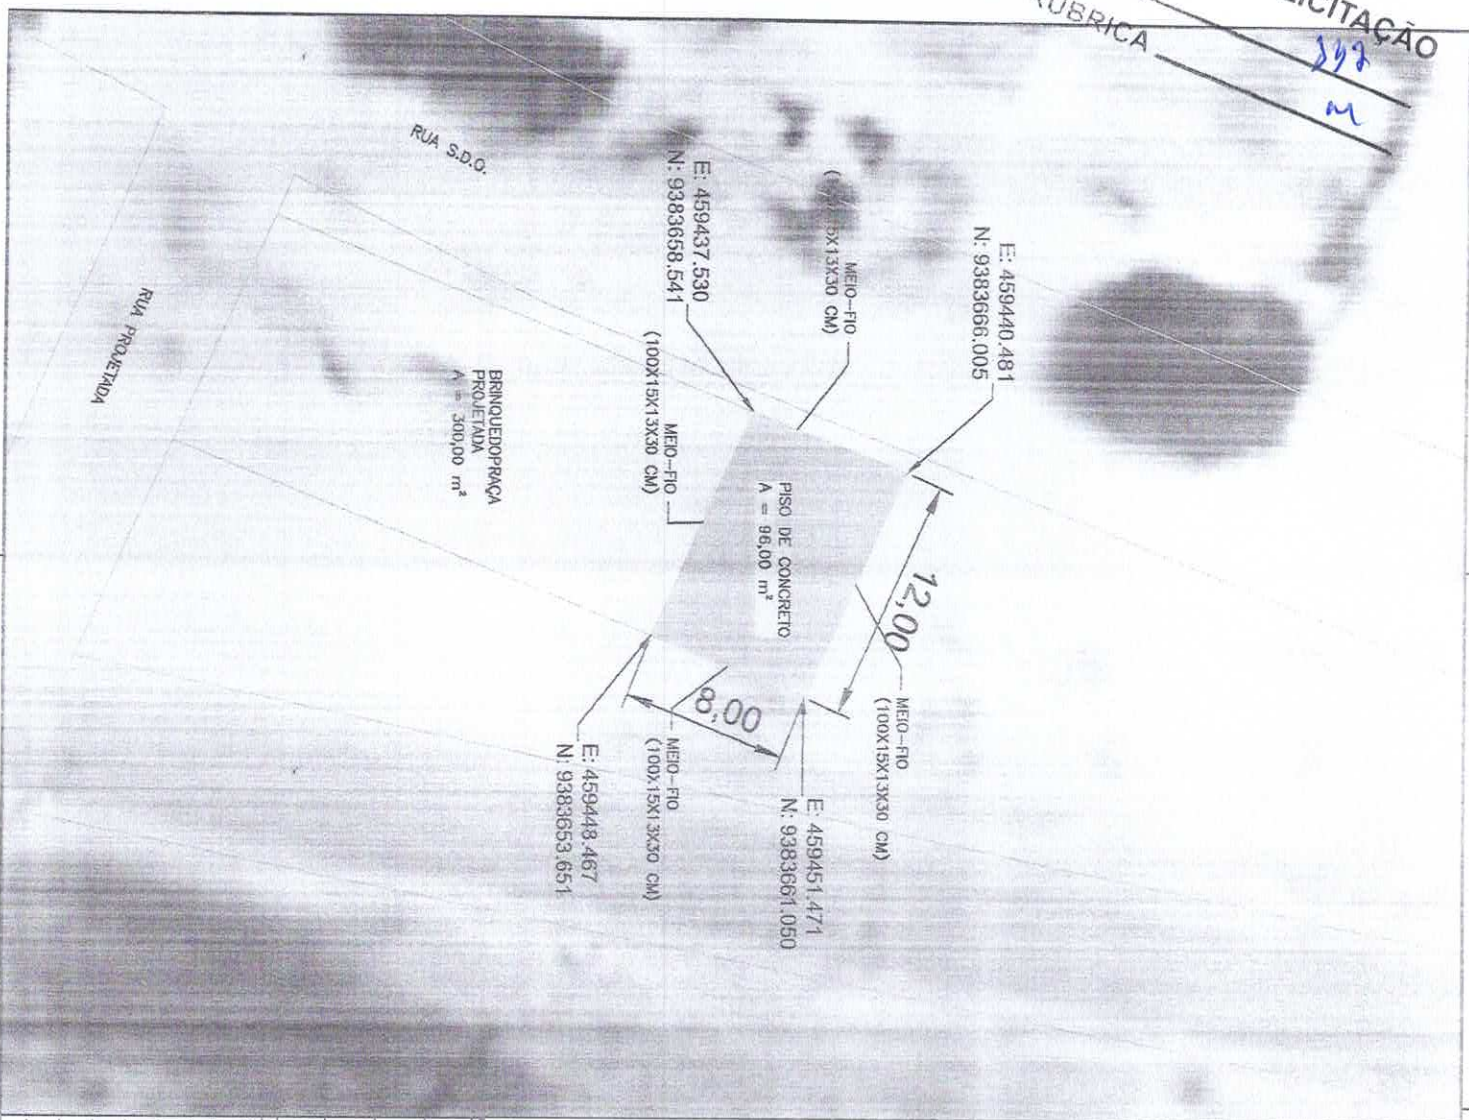 LICITAÇÃO
RUBRICA
RUA S.D.O.
RUA PROJETADA
E: 459437.530
N: 9383658.541
MEIO-FIO
5X13X30 CM)
E: 459440.481
N: 9383666.005
MEIO-FIO
(100X15X13X30 CM)
BRINQUEDOPRAÇA
PROJETADA
A = 300,00 m²
PISO DE CONCRETO
A = 96,00 m²
12,00
8,00
MEIO-FIO
(100X15X13X30 CM)
MEIO-FIO
(100X15X13X30 CM)
E: 459451.471
N: 9383661.050
E: 459448.467
N: 9383653.651